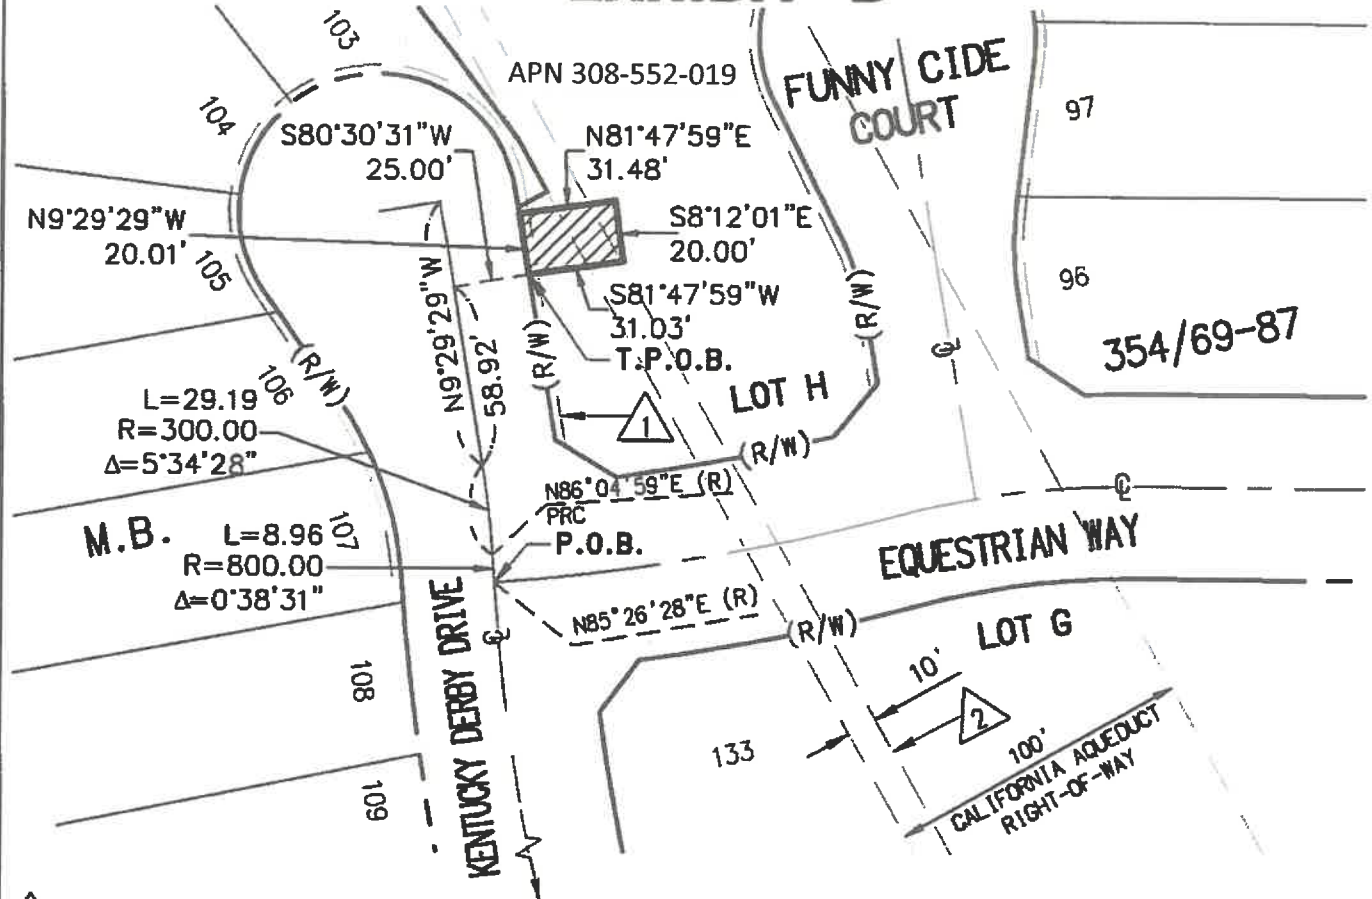 103
APN 308-552-019
FUNNY CIDE
COURT
97
104
S80°30'31"W
25.00'
N81°47'59"E
31.48'
N9°29'29"W
20.01'
105
S8°12'01"E
20.00'
96
N9°29'29"W
58.92'
S81°47'59"W
31.03'
T.P.O.B.
(R/W)
(R/W)
(R/W)
354/69-87
106
LOT H
L=29.19
R=300.00
Δ=5°34'28"
1
(R/W)
N86°04'59"E (R)
PRC
M.B.
107
L=8.96
R=800.00
Δ=0°38'31"
P.O.B.
EQUESTRIAN WAY
N85°26'28"E (R)
(R/W)
LOT G
KENTUCKY DERBY DRIVE
108
10'
2
133
109
100'
CALIFORNIA AQUEDUCT
RIGHT-OF-WAY